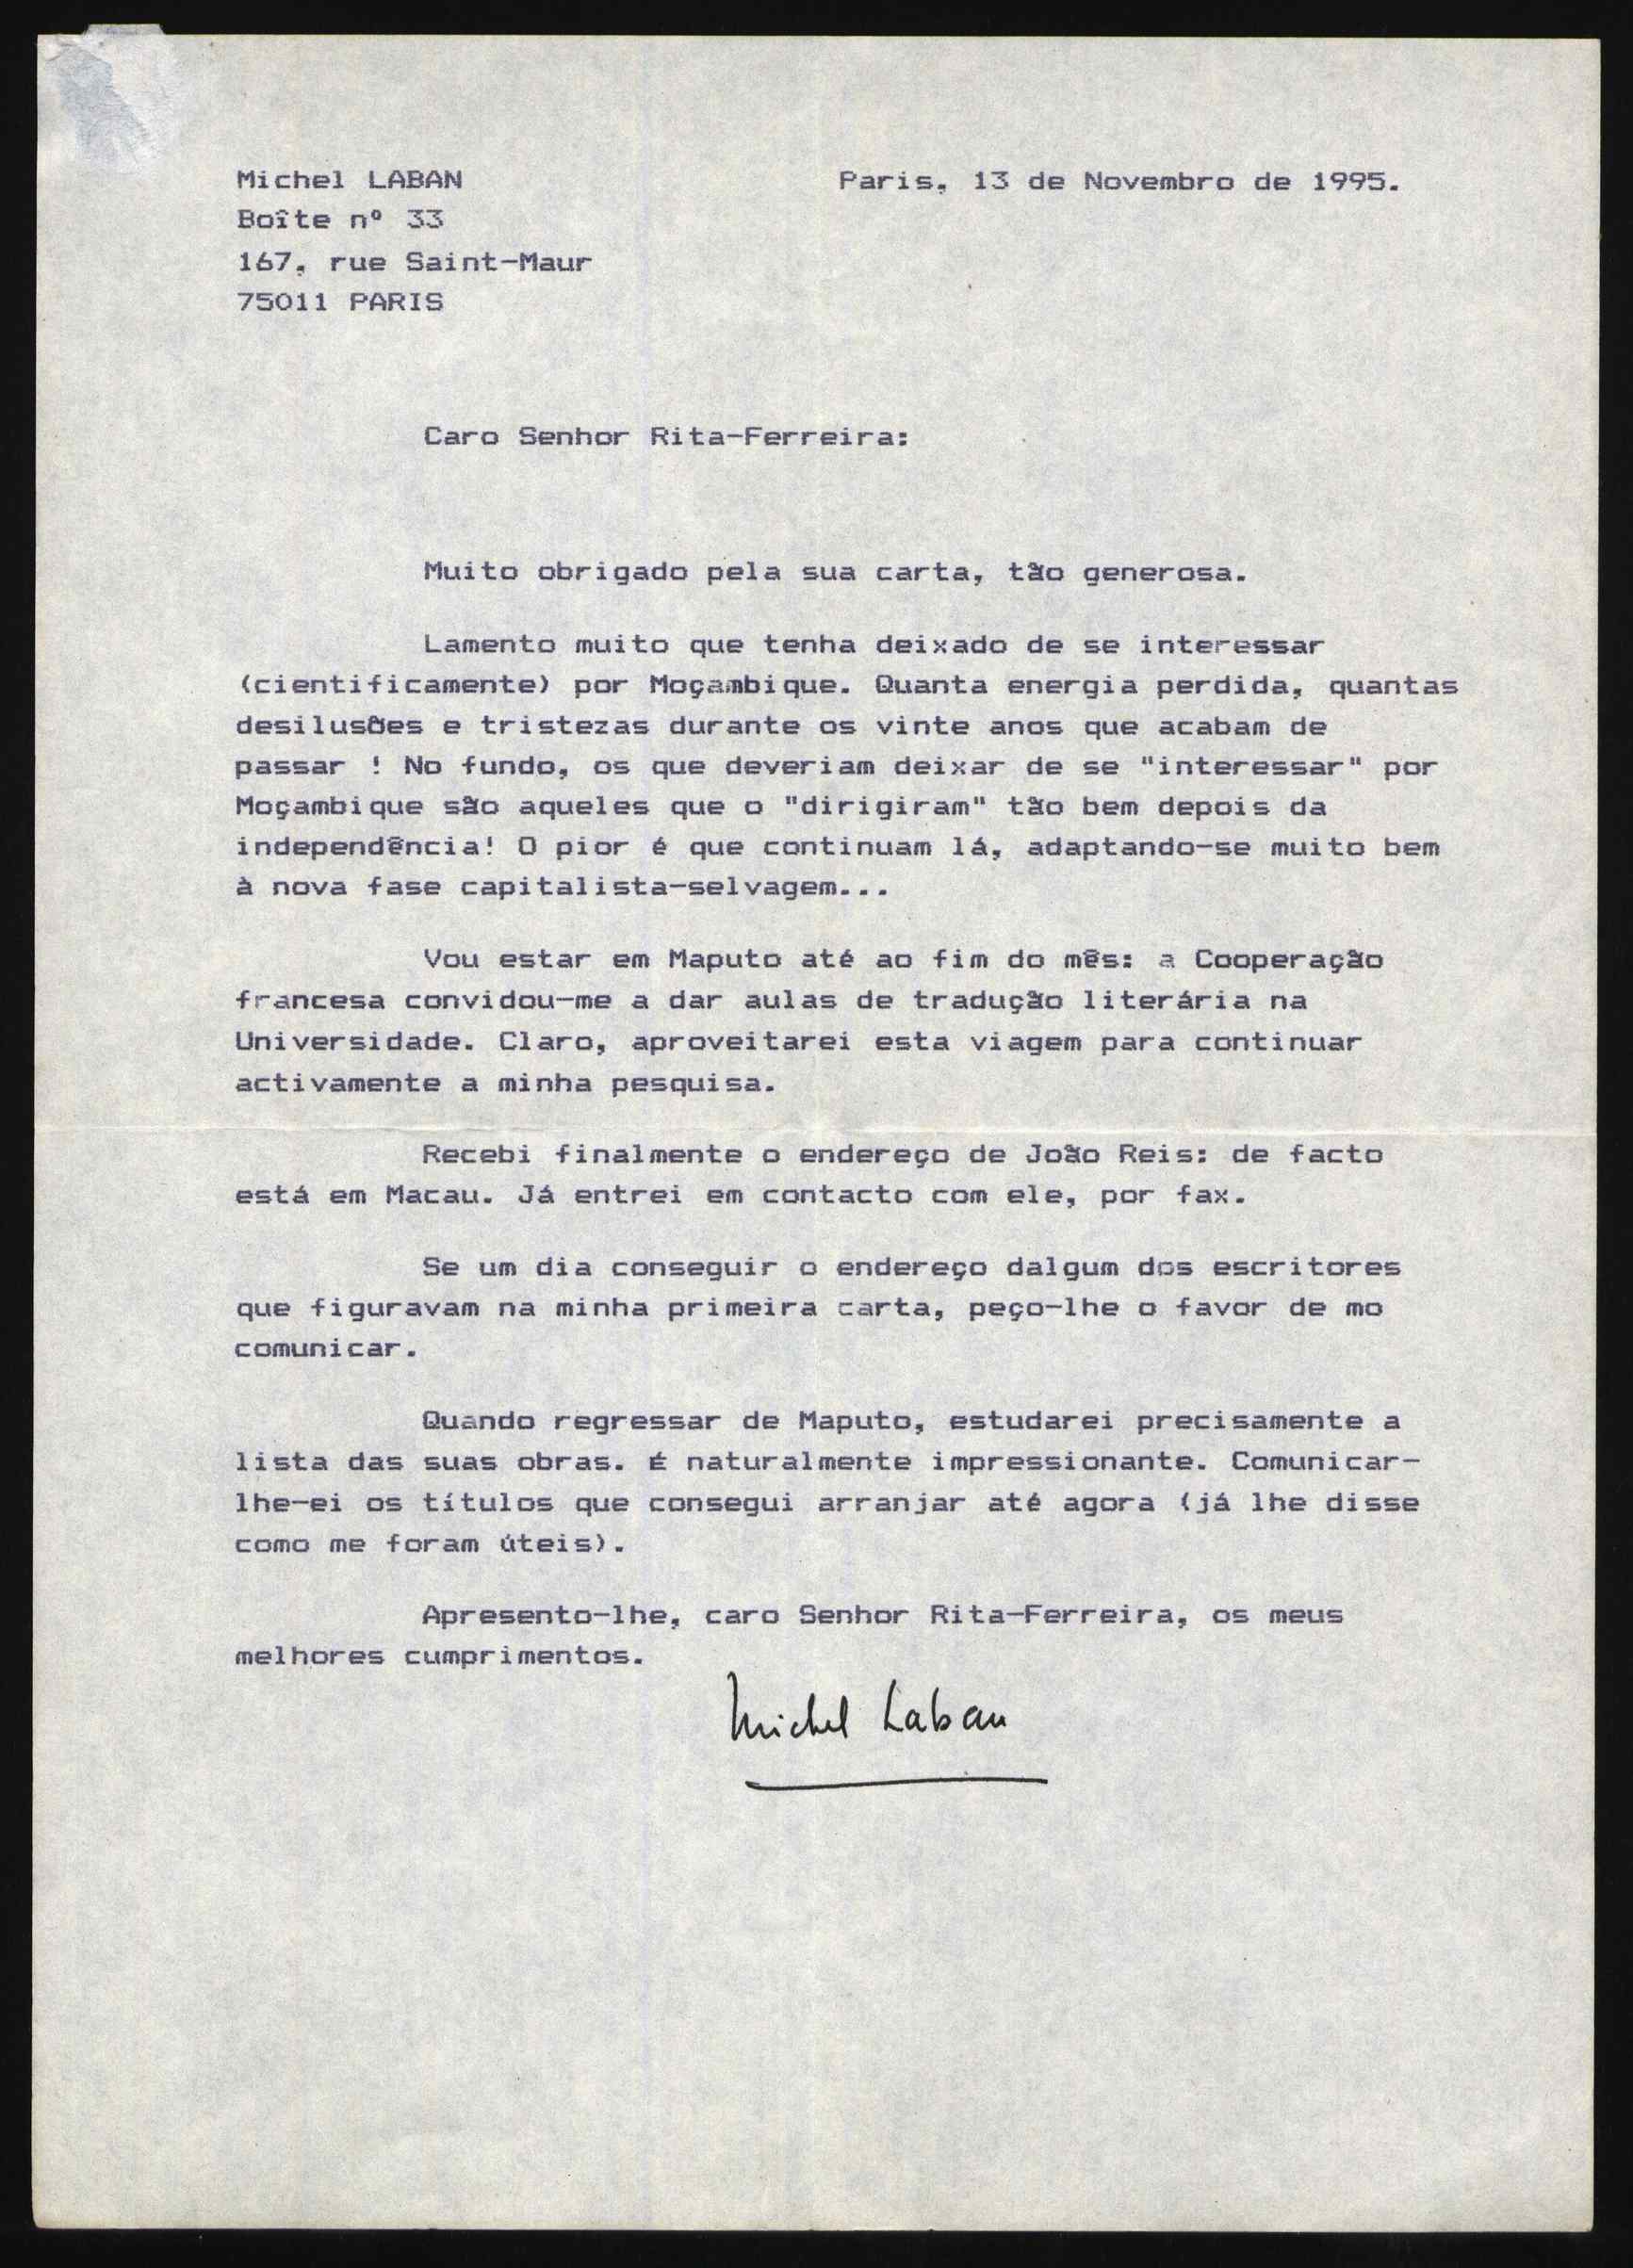 Michel LABAN
Paris, 13 de Novembro de 1995.
Boîte nº 33
167, rue Saint-Maur
75011 PARIS
Caro Senhor Rita-Ferreira:
Muito obrigado pela sua carta, tão generosa.
Lamento muito que tenha deixado de se interessar
(cientificamente) por Moçambique. Quanta energia perdida, quantas
desilusões e tristezas durante os vinte anos que acabam de
passar ! No fundo, os que deveriam deixar de se "interessar" por
Moçambique são aqueles que o "dirigiram" tão bem depois da
independência! O pior é que continuam lá, adaptando-se muito bem
à nova fase capitalista-selvagem...
Vou estar em Maputo até ao fim do mês: a Cooperação
francesa convidou-me a dar aulas de tradução literária na
Universidade. Claro, aproveitarei esta viagem para continuar
activamente a minha pesquisa.
Recebi finalmente o endereço de João Reis: de facto
está em Macau. Já entrei em contacto com ele, por fax.
Se um dia conseguir o endereço dalgum dos escritores
que figuravam na minha primeira carta, peço-lhe o favor de mo
comunicar.
Quando regressar de Maputo, estudarei precisamente a
lista das suas obras. É naturalmente impressionante. Comunicar-
lhe-ei os títulos que consegui arranjar até agora (já lhe disse
como me foram úteis).
Apresento-lhe, caro Senhor Rita-Ferreira, os meus
melhores cumprimentos.
Michel Laban